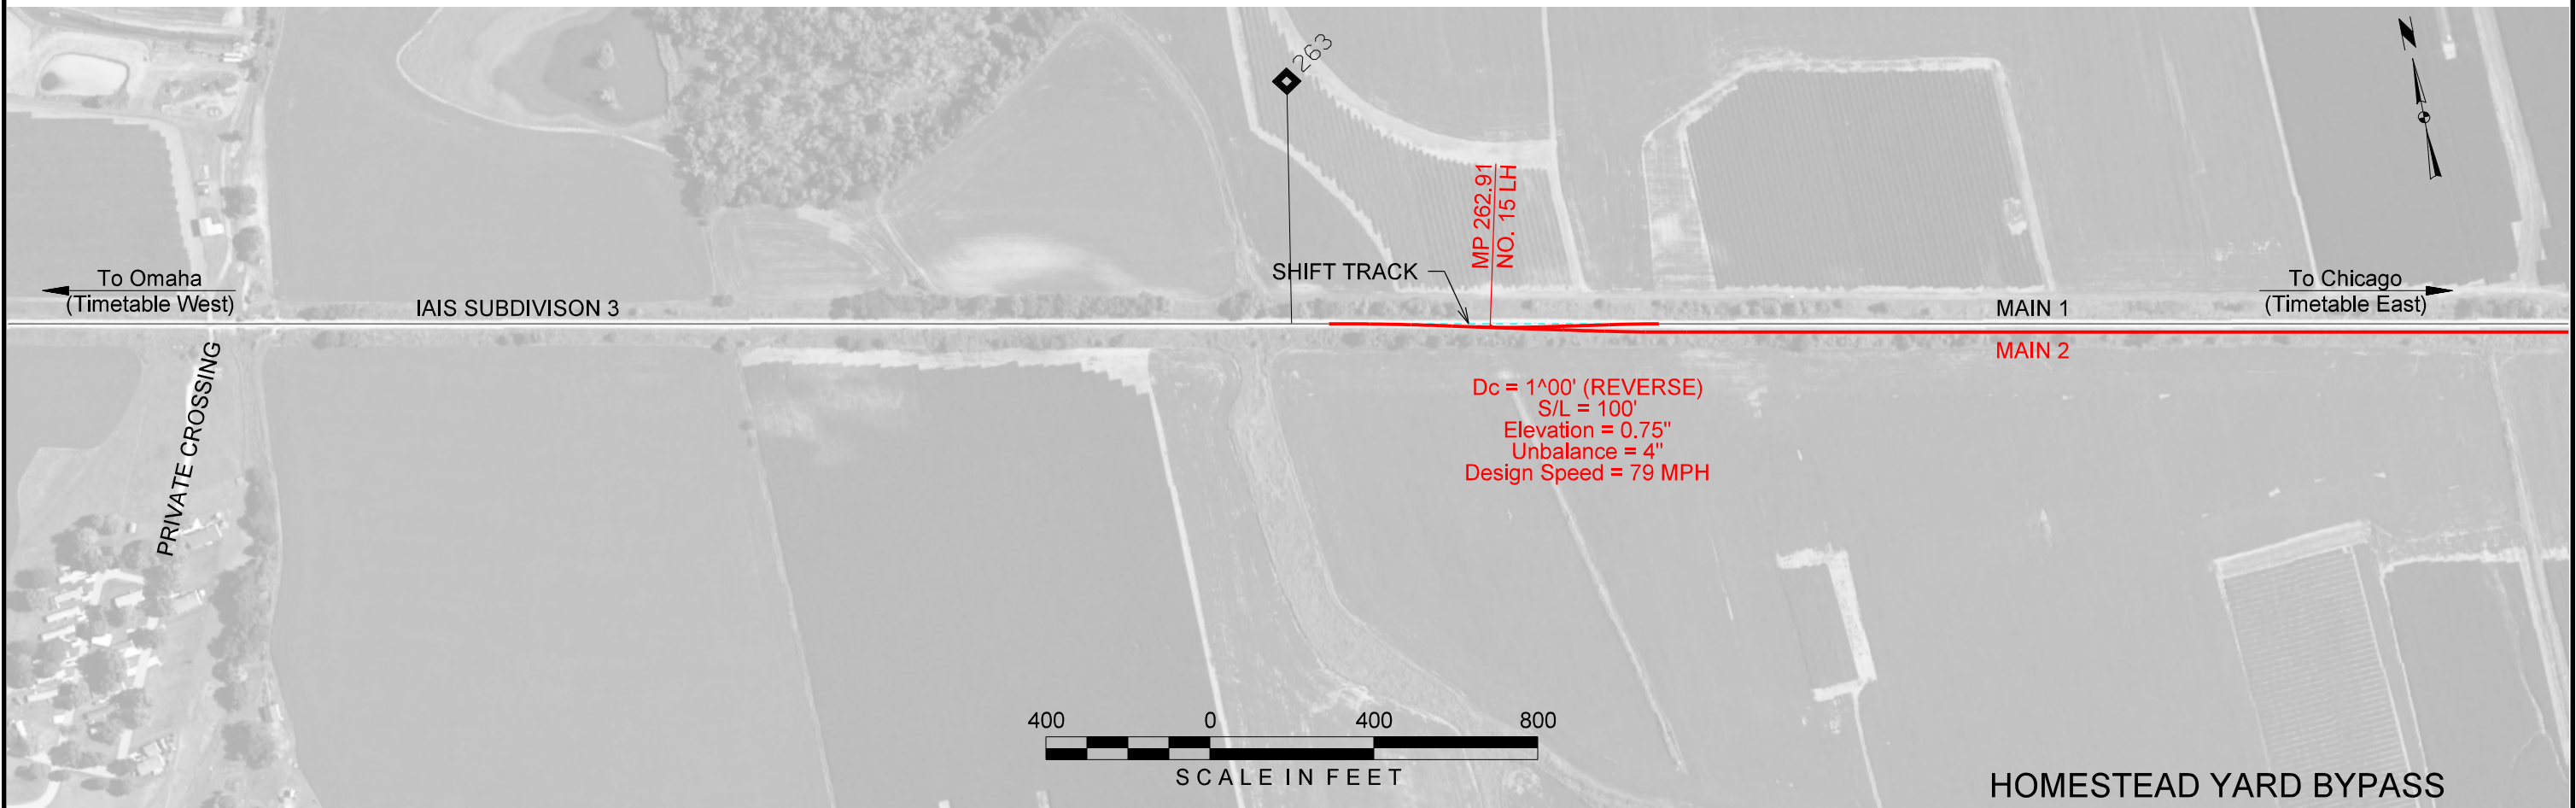 263
MP 262.91
NO. 15 LH
SHIFT TRACK
To Omaha
(Timetable West)
IAIS SUBDIVISON 3
To Chicago
(Timetable East)
MAIN 1
MAIN 2
PRIVATE CROSSING
Dc = 1^00' (REVERSE)
S/L = 100'
Elevation = 0.75"
Unbalance = 4"
Design Speed = 79 MPH
400 0 400 800
SCALE IN FEET
HOMESTEAD YARD BYPASS
N